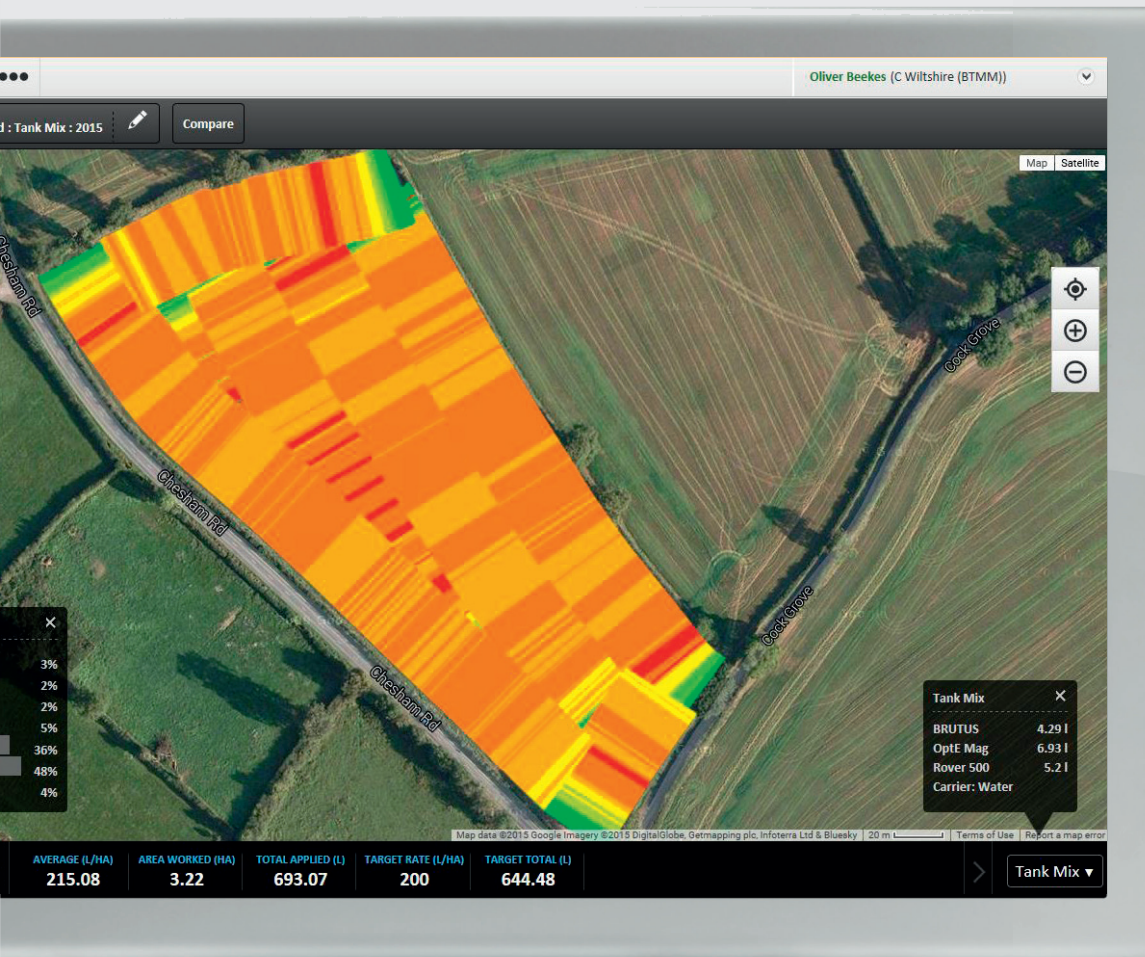 Oliver Beekes (C Wiltshire (BTMM))
d : Tank Mix : 2015
Compare
Map
Satellite
Chesham Rd
Cock Grove
Chesham Rd
Cock Grove
Chesham Rd
3%
2%
2%
5%
36%
48%
4%
Tank Mix
BRUTUS 4.29 l
OptE Mag 6.93 l
Rover 500 5.2 l
Carrier: Water
Map data ©2015 Google Imagery ©2015 DigitalGlobe, Getmapping plc, Infoterra Ltd & Bluesky 20 m Terms of Use Report a map error
AVERAGE (L/HA) AREA WORKED (HA) TOTAL APPLIED (L) TARGET RATE (L/HA) TARGET TOTAL (L)
215.08 3.22 693.07 200 644.48
Tank Mix ▾